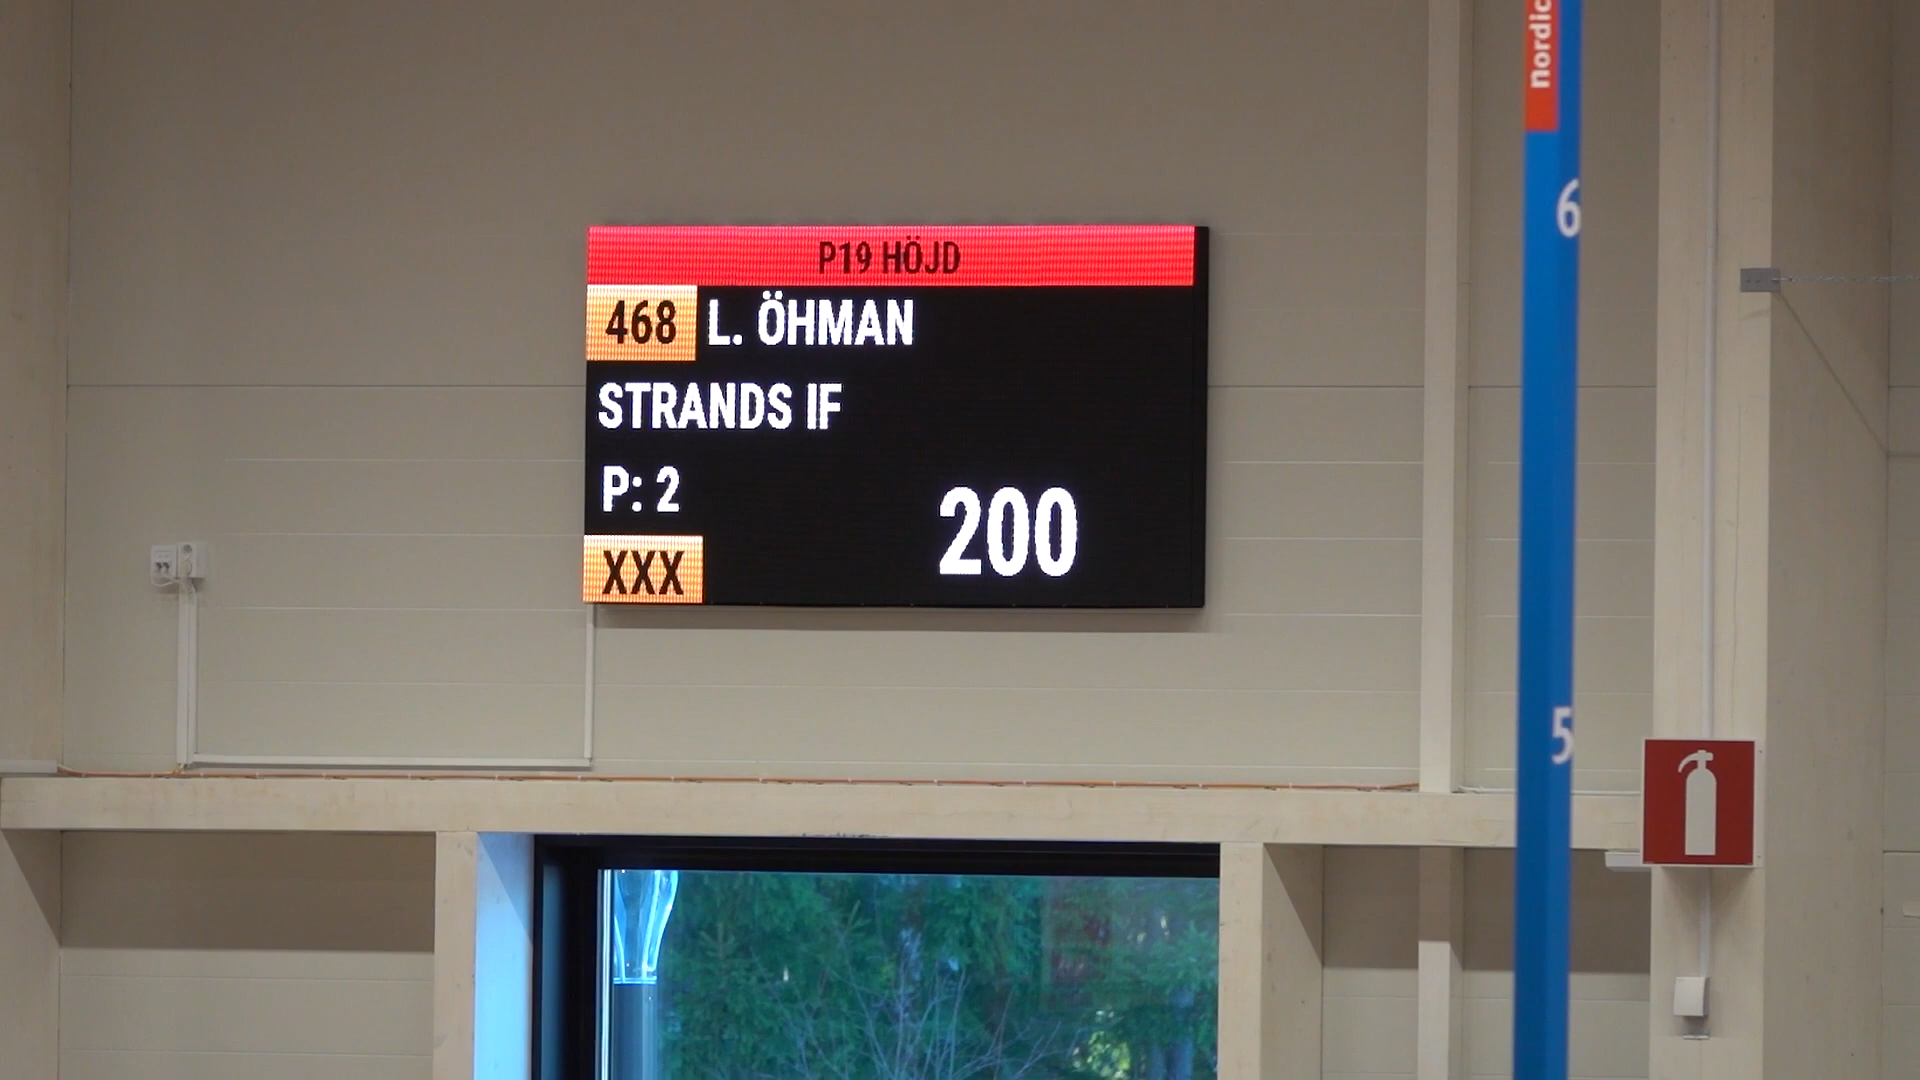 P19 HÖJD
468 L. ÖHMAN
STRANDS IF
P: 2
200
XXX
nordic
6
5